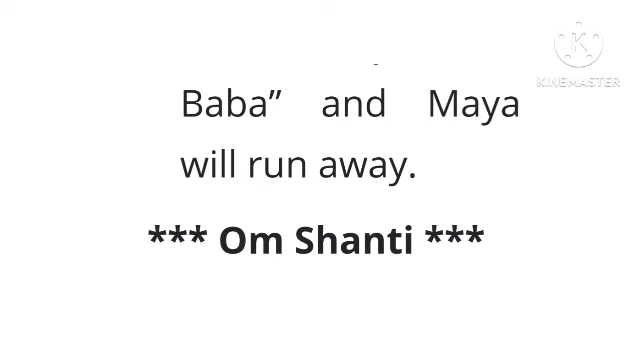 Baba” and Maya
will run away.
*** Om Shanti ***
K
KINEMASTER